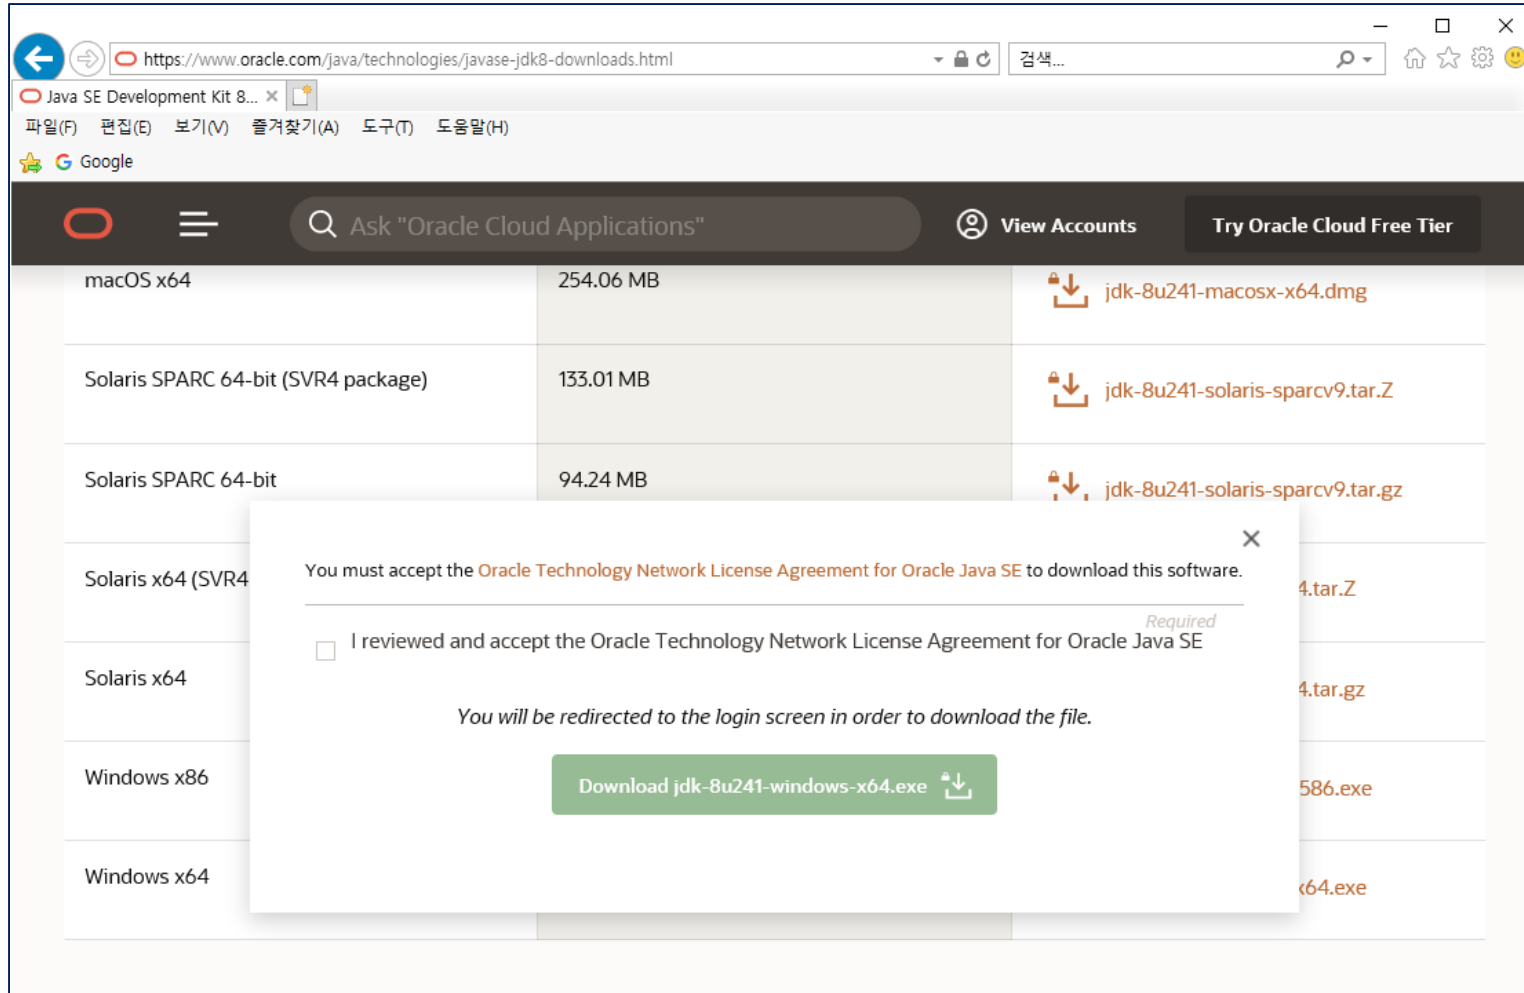 https://www.oracle.com/java/technologies/javase-jdk8-downloads.html
검색...
Java SE Development Kit 8...
파일(F) 편집(E) 보기(V) 즐겨찾기(A) 도구(T) 도움말(H)
Google
Ask "Oracle Cloud Applications"
View Accounts
Try Oracle Cloud Free Tier
macOS x64 254.06 MB jdk-8u241-macosx-x64.dmg
Solaris SPARC 64-bit (SVR4 package) 133.01 MB jdk-8u241-solaris-sparcv9.tar.Z
Solaris SPARC 64-bit 94.24 MB jdk-8u241-solaris-sparcv9.tar.gz
Solaris x64 (SVR4 4.tar.Z
Solaris x64 4.tar.gz
Windows x86 586.exe
Windows x64 x64.exe
You must accept the Oracle Technology Network License Agreement for Oracle Java SE to download this software.
Required
I reviewed and accept the Oracle Technology Network License Agreement for Oracle Java SE
You will be redirected to the login screen in order to download the file.
Download jdk-8u241-windows-x64.exe